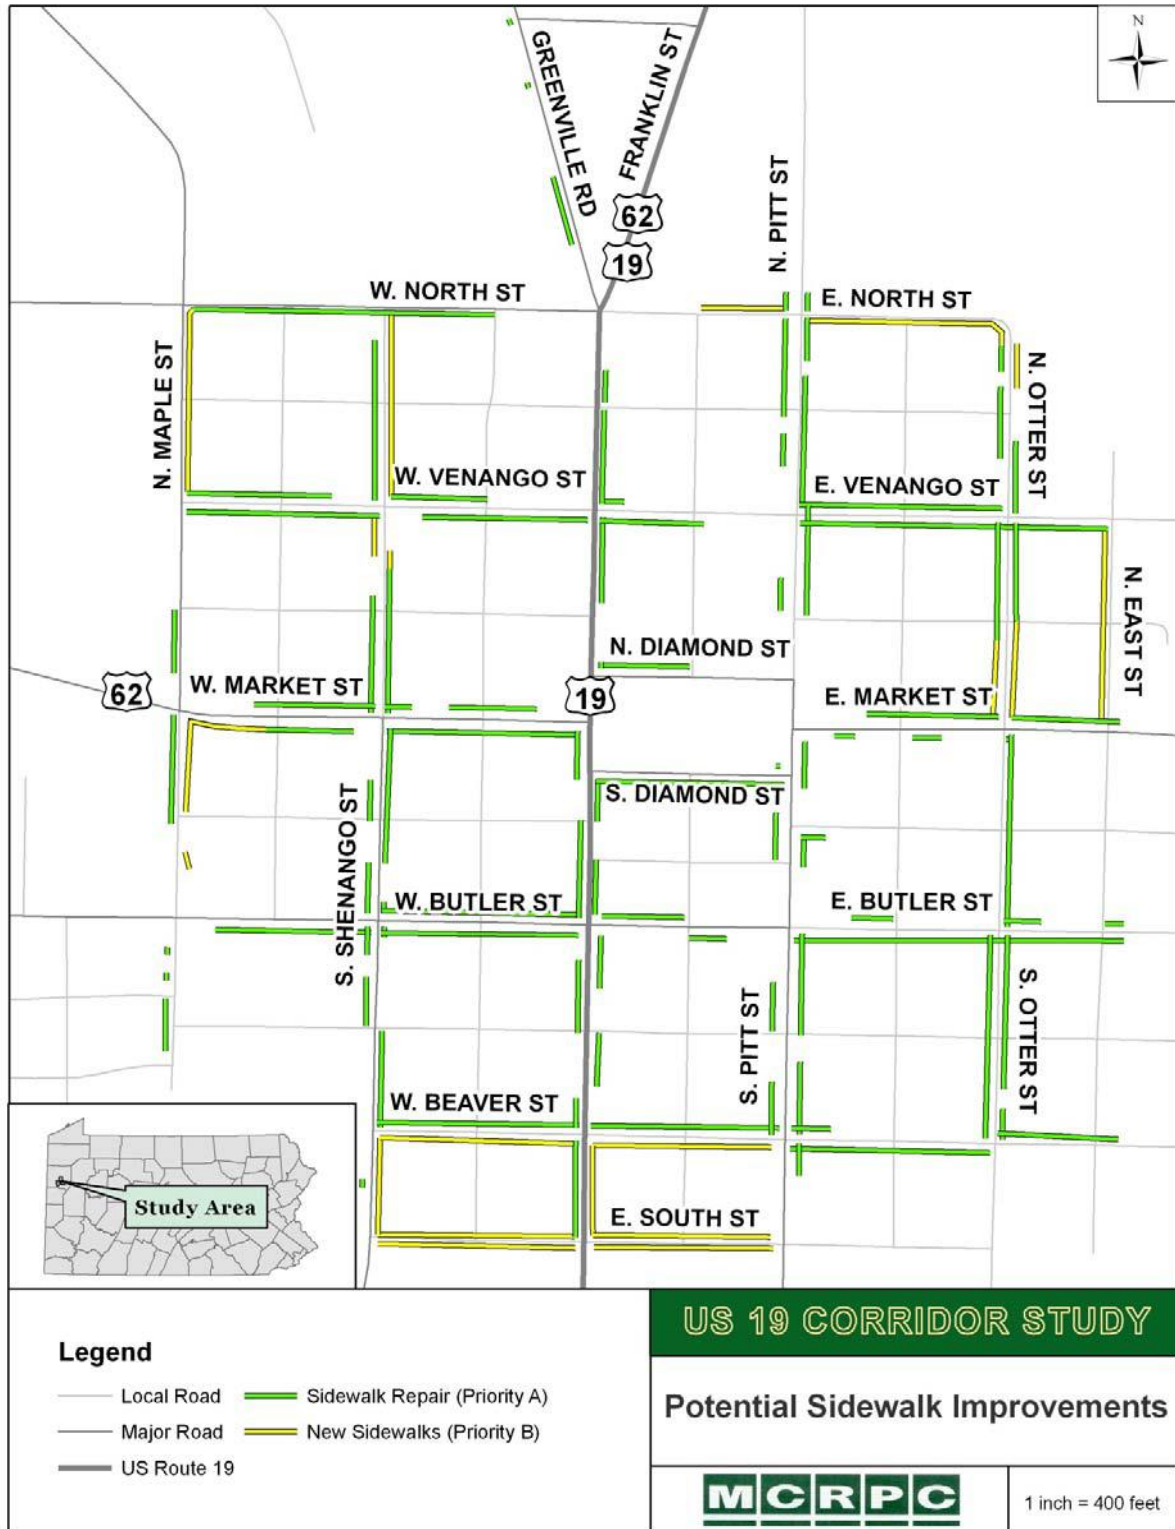 N
GREENVILLE RD
FRANKLIN ST
62
19
N. PITT ST
W. NORTH ST
E. NORTH ST
N. MAPLE ST
N. OTTER ST
W. VENANGO ST
E. VENANGO ST
N. EAST ST
N. DIAMOND ST
62
W. MARKET ST
19
E. MARKET ST
S. DIAMOND ST
S. SHENANGO ST
W. BUTLER ST
E. BUTLER ST
S. PITT ST
S. OTTER ST
W. BEAVER ST
Study Area
E. SOUTH ST
US 19 CORRIDOR STUDY
Legend
Local Road
Sidewalk Repair (Priority A)
Major Road
New Sidewalks (Priority B)
US Route 19
Potential Sidewalk Improvements
MCRPC
1 inch = 400 feet